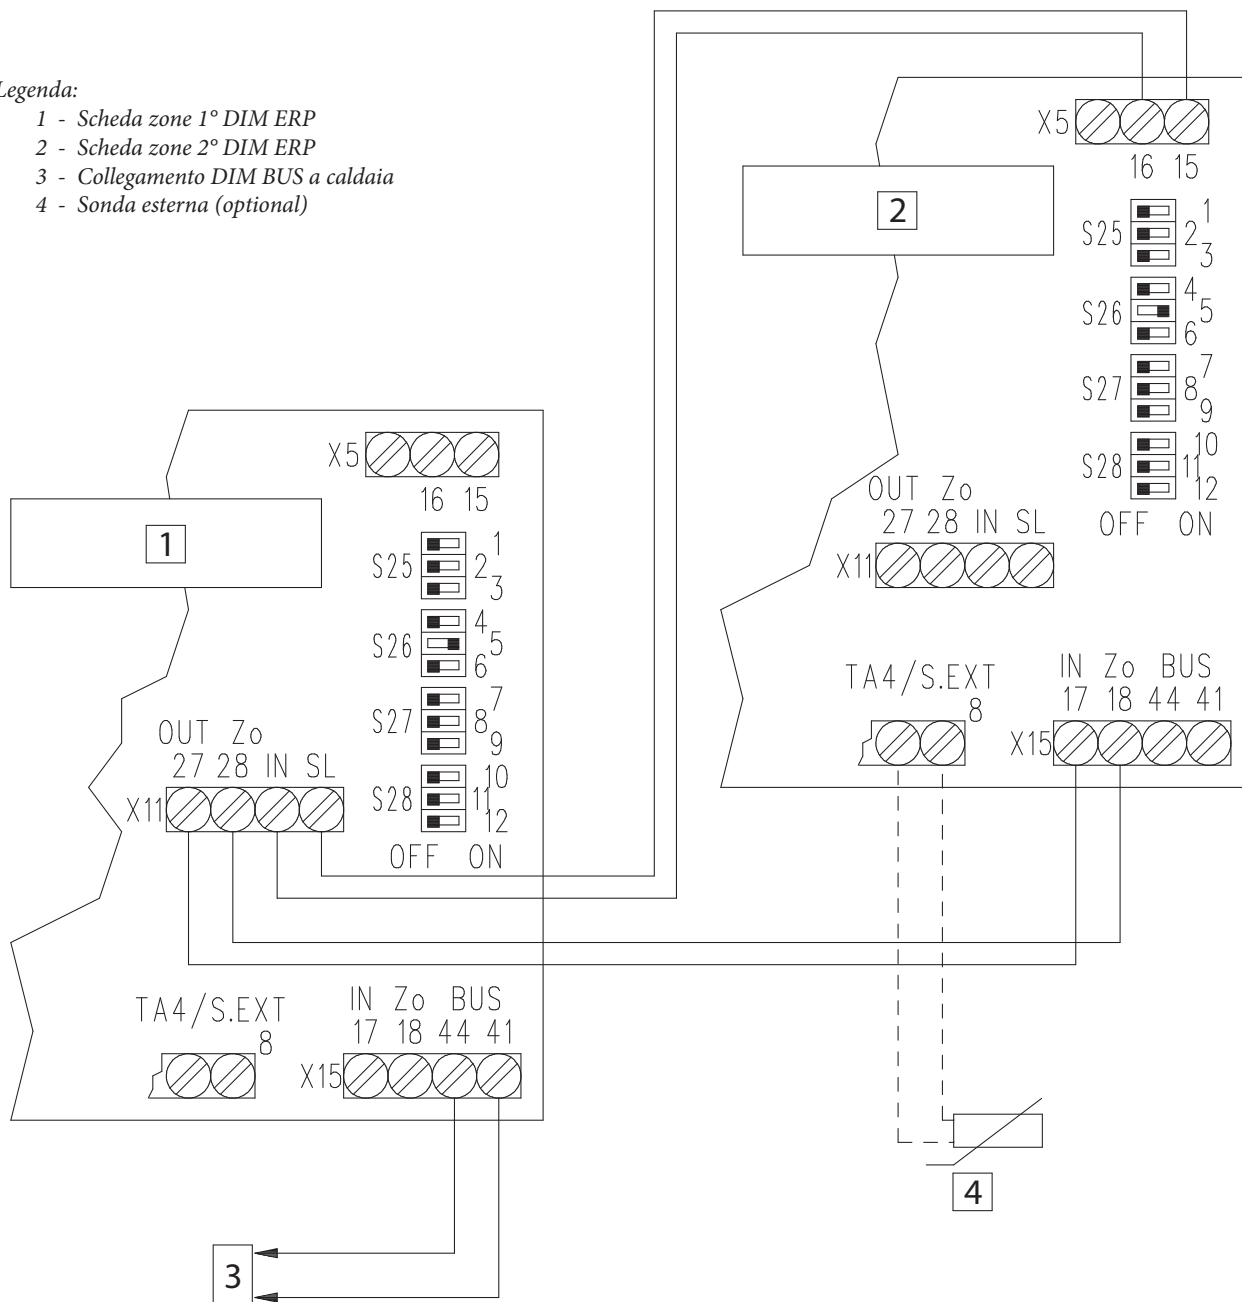 Legenda:
1 - Scheda zone 1° DIM ERP
2 - Scheda zone 2° DIM ERP
3 - Collegamento DIM BUS a caldaia
4 - Sonda esterna (optional)
X5
16 15
2
S25
1
2
3
S26
4
5
6
S27
7
8
9
S28
10
11
12
OFF ON
OUT Zo
27 28 IN SL
X11
TA4/S.EXT
8
IN Zo BUS
17 18 44 41
X15
X5
16 15
1
S25
1
2
3
S26
4
5
6
S27
7
8
9
S28
10
11
12
OFF ON
OUT Zo
27 28 IN SL
X11
TA4/S.EXT
8
IN Zo BUS
17 18 44 41
X15
4
3